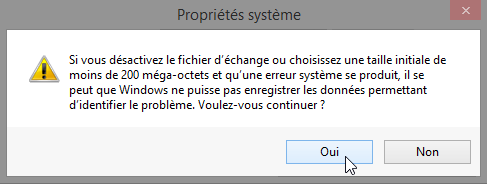 Propriétés système
Si vous désactivez le fichier d'échange ou choisissez une taille initiale de
moins de 200 méga-octets et qu'une erreur système se produit, il se
peut que Windows ne puisse pas enregistrer les données permettant
d'identifier le problème. Voulez-vous continuer ?
Oui
Non